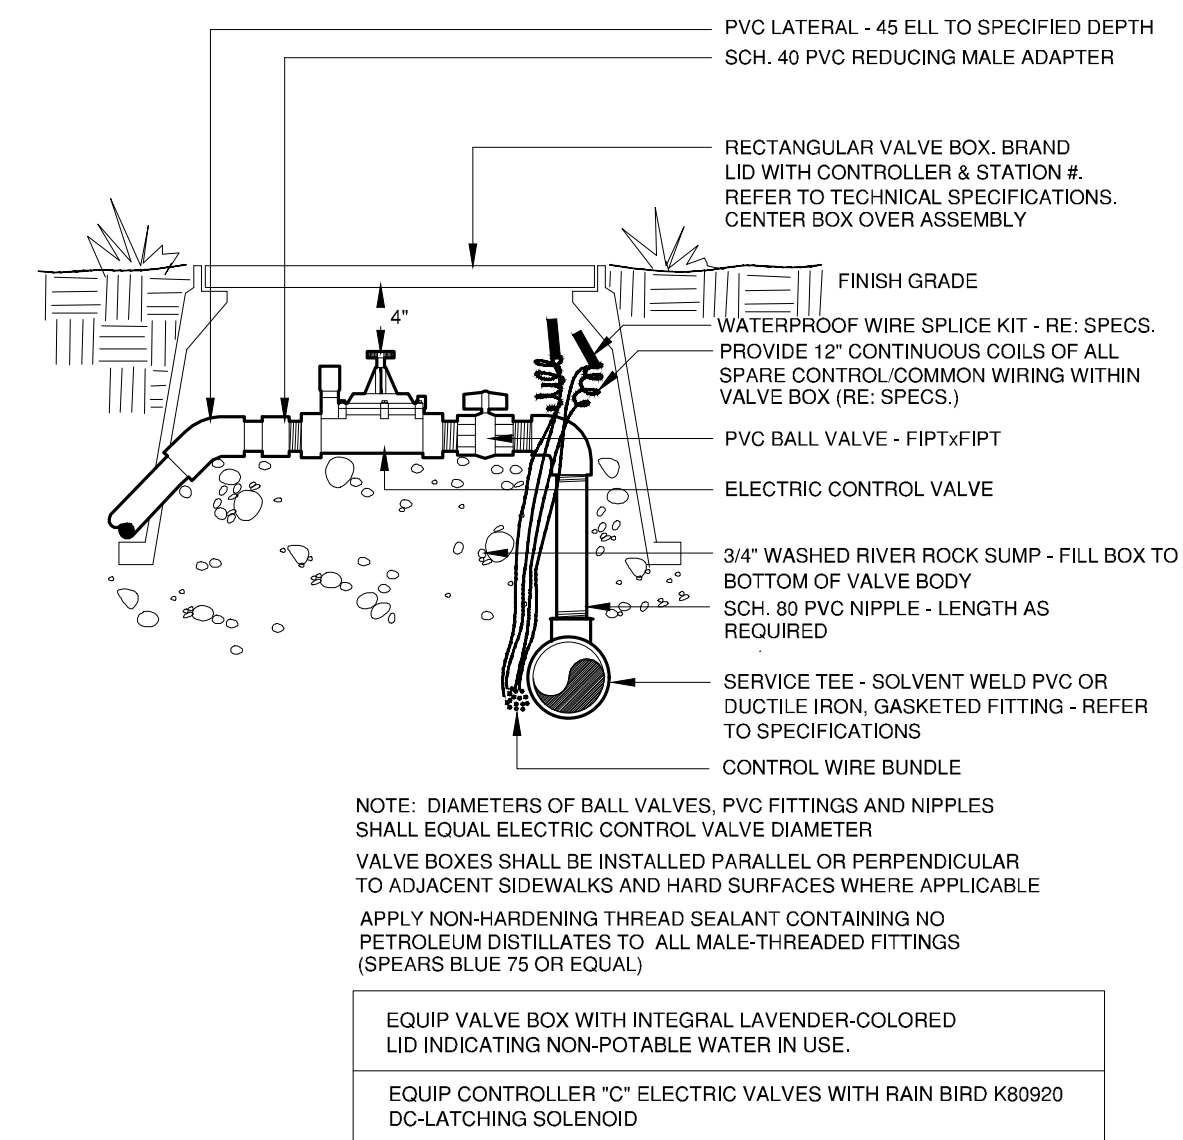 PVC LATERAL - 45 ELL TO SPECIFIED DEPTH
SCH. 40 PVC REDUCING MALE ADAPTER
RECTANGULAR VALVE BOX. BRAND
LID WITH CONTROLLER & STATION #.
REFER TO TECHNICAL SPECIFICATIONS.
CENTER BOX OVER ASSEMBLY
FINISH GRADE
4"
WATERPROOF WIRE SPLICE KIT - RE: SPECS.
PROVIDE 12" CONTINUOUS COILS OF ALL
SPARE CONTROL/COMMON WIRING WITHIN
VALVE BOX (RE: SPECS.)
PVC BALL VALVE - FIPTxFIPT
ELECTRIC CONTROL VALVE
3/4" WASHED RIVER ROCK SUMP - FILL BOX TO
BOTTOM OF VALVE BODY
SCH. 80 PVC NIPPLE - LENGTH AS
REQUIRED
SERVICE TEE - SOLVENT WELD PVC OR
DUCTILE IRON, GASKETED FITTING - REFER
TO SPECIFICATIONS
CONTROL WIRE BUNDLE
NOTE: DIAMETERS OF BALL VALVES, PVC FITTINGS AND NIPPLES
SHALL EQUAL ELECTRIC CONTROL VALVE DIAMETER
VALVE BOXES SHALL BE INSTALLED PARALLEL OR PERPENDICULAR
TO ADJACENT SIDEWALKS AND HARD SURFACES WHERE APPLICABLE
APPLY NON-HARDENING THREAD SEALANT CONTAINING NO
PETROLEUM DISTILLATES TO ALL MALE-THREADED FITTINGS
(SPEARS BLUE 75 OR EQUAL)
EQUIP VALVE BOX WITH INTEGRAL LAVENDER-COLORED
LID INDICATING NON-POTABLE WATER IN USE.
EQUIP CONTROLLER "C" ELECTRIC VALVES WITH RAIN BIRD K80920
DC-LATCHING SOLENOID